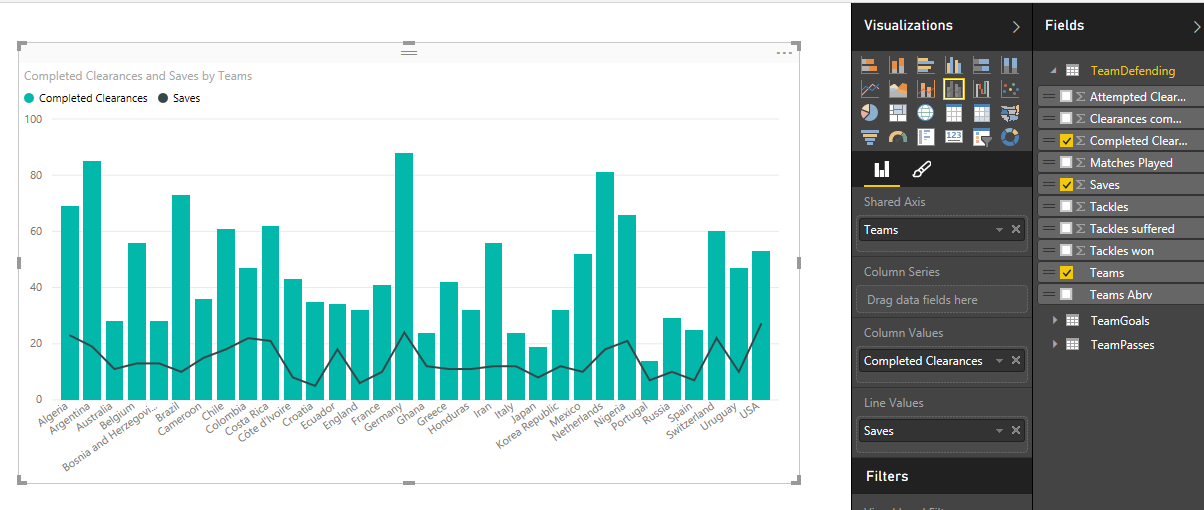 Completed Clearances and Saves by Teams
Completed Clearances Saves
100
80
60
40
20
0
Algeria
Argentina
Australia
Belgium
Bosnia and Herzegovi...
Brazil
Cameroon
Chile
Colombia
Costa Rica
Côte d'Ivoire
Croatia
Ecuador
England
France
Germany
Ghana
Greece
Honduras
Iran
Italy
Japan
Korea Republic
Mexico
Netherlands
Nigeria
Portugal
Russia
Spain
Switzerland
Uruguay
USA
Visualizations
123
Shared Axis
Teams
Column Series
Drag data fields here
Column Values
Completed Clearances
Line Values
Saves
Filters
Fields
TeamDefending
Attempted Clear...
Clearances com...
Completed Clear...
Matches Played
Saves
Tackles
Tackles suffered
Tackles won
Teams
Teams Abrv
TeamGoals
TeamPasses